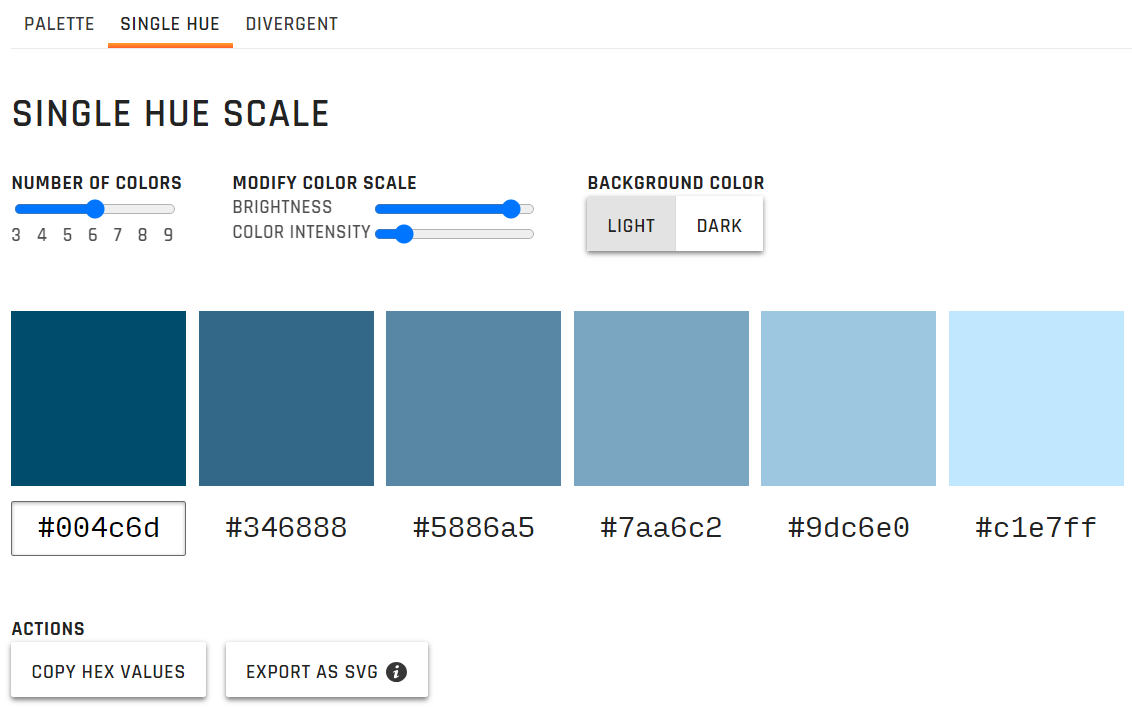 PALETTE SINGLE HUE DIVERGENT
SINGLE HUE SCALE
NUMBER OF COLORS
3 4 5 6 7 8 9
MODIFY COLOR SCALE
BRIGHTNESS
COLOR INTENSITY
BACKGROUND COLOR
LIGHT DARK
#004c6d #346888 #5886a5 #7aa6c2 #9dc6e0 #c1e7ff
ACTIONS
COPY HEX VALUES EXPORT AS SVG i